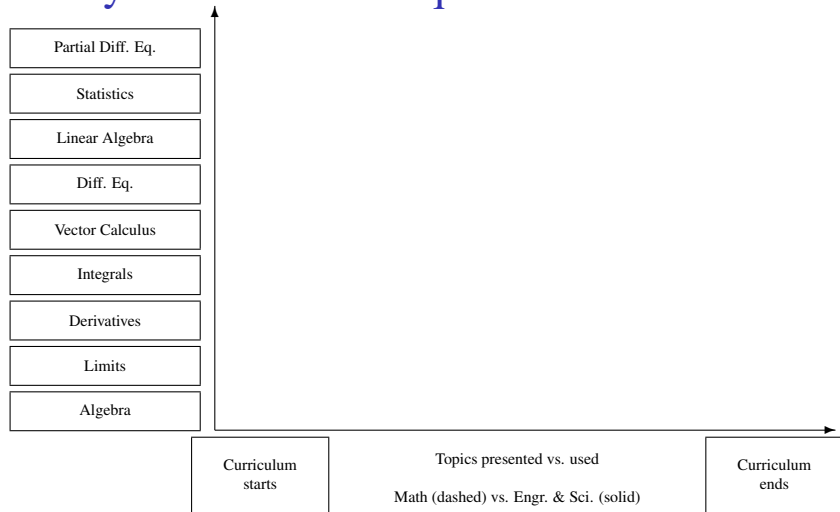 Partial Diff. Eq.
Statistics
Linear Algebra
Diff. Eq.
Vector Calculus
Integrals
Derivatives
Limits
Algebra
Curriculum
starts
Topics presented vs. used
Math (dashed) vs. Engr. & Sci. (solid)
Curriculum
ends